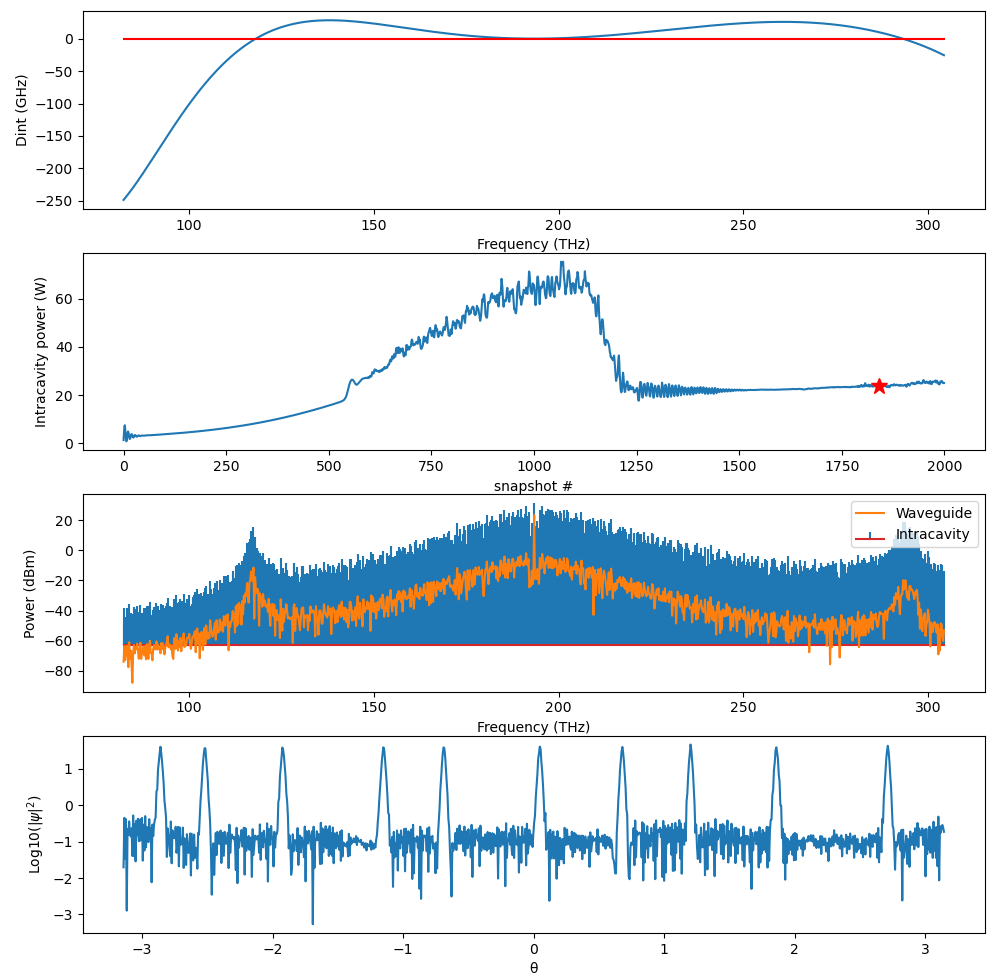 0
−50
−100
−150
−200
−250
Dint (GHz)
100 150 200 250 300
Frequency (THz)
60
40
20
0
Intracavity power (W)
0 250 500 750 1000 1250 1500 1750 2000
snapshot #
20
0
−20
−40
−60
−80
Power (dBm)
Waveguide
Intracavity
100 150 200 250 300
Frequency (THz)
1
0
−1
−2
−3
Log10(|ψ|²)
−3 −2 −1 0 1 2 3
θ